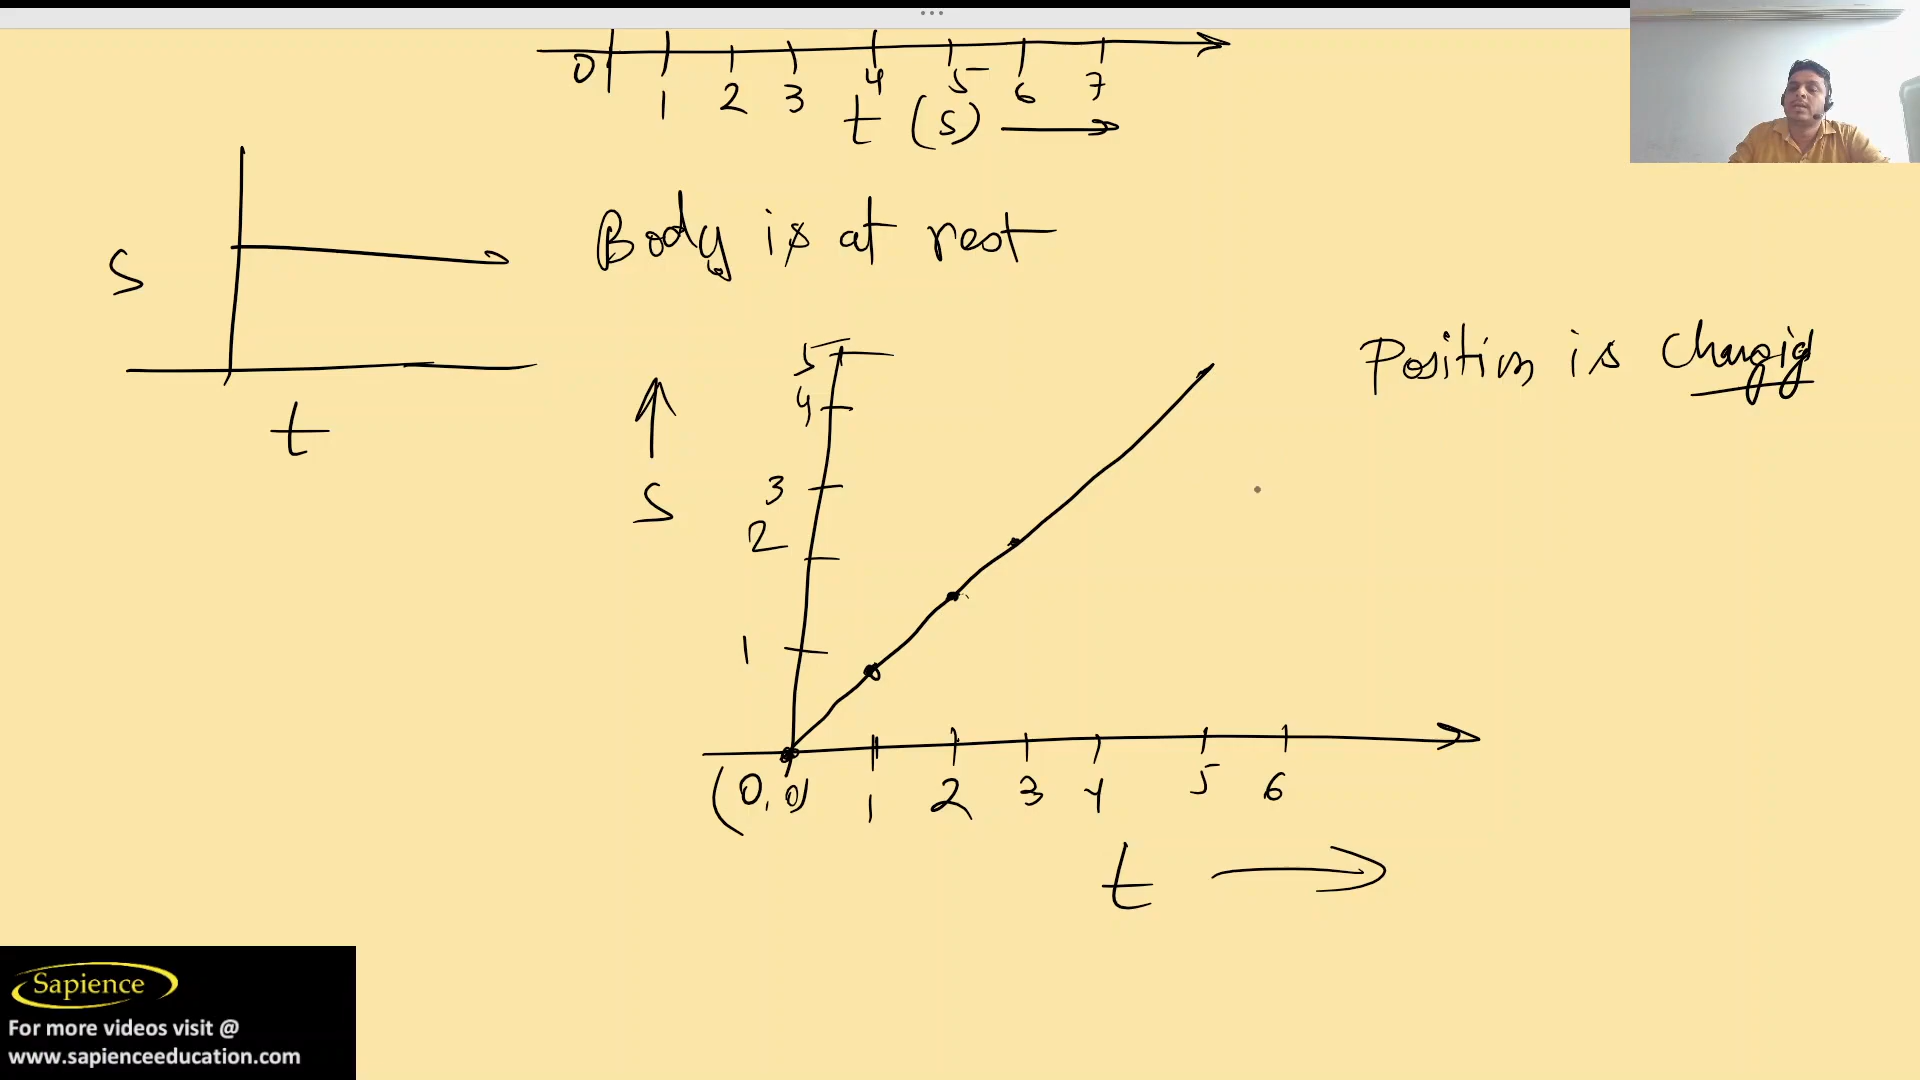 0 1 2 3 4 5 6 7
t (s)
Body is at rest
S
t
Position is changig
5
4
3
2
1
S
(0,0)
1 2 3 4 5 6
t
Sapience
For more videos visit @
www.sapienceeducation.com